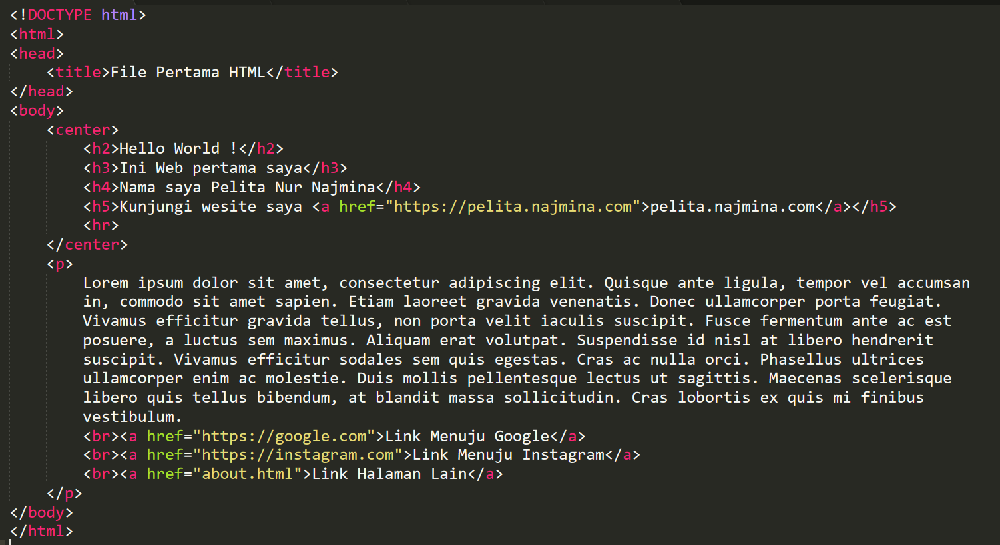 <!DOCTYPE html>
<html>
<head>
    <title>File Pertama HTML</title>
</head>
<body>
    <center>
        <h2>Hello World !</h2>
        <h3>Ini Web pertama saya</h3>
        <h4>Nama saya Pelita Nur Najmina</h4>
        <h5>Kunjungi wesite saya <a href="https://pelita.najmina.com">pelita.najmina.com</a></h5>
        <hr>
    </center>
    <p>
        Lorem ipsum dolor sit amet, consectetur adipiscing elit. Quisque ante ligula, tempor vel accumsan
        in, commodo sit amet sapien. Etiam laoreet gravida venenatis. Donec ullamcorper porta feugiat.
        Vivamus efficitur gravida tellus, non porta velit iaculis suscipit. Fusce fermentum ante ac est
        posuere, a luctus sem maximus. Aliquam erat volutpat. Suspendisse id nisl at libero hendrerit
        suscipit. Vivamus efficitur sodales sem quis egestas. Cras ac nulla orci. Phasellus ultrices
        ullamcorper enim ac molestie. Duis mollis pellentesque lectus ut sagittis. Maecenas scelerisque
        libero quis tellus bibendum, at blandit massa sollicitudin. Cras lobortis ex quis mi finibus
        vestibulum.
        <br><a href="https://google.com">Link Menuju Google</a>
        <br><a href="https://instagram.com">Link Menuju Instagram</a>
        <br><a href="about.html">Link Halaman Lain</a>
    </p>
</body>
</html>